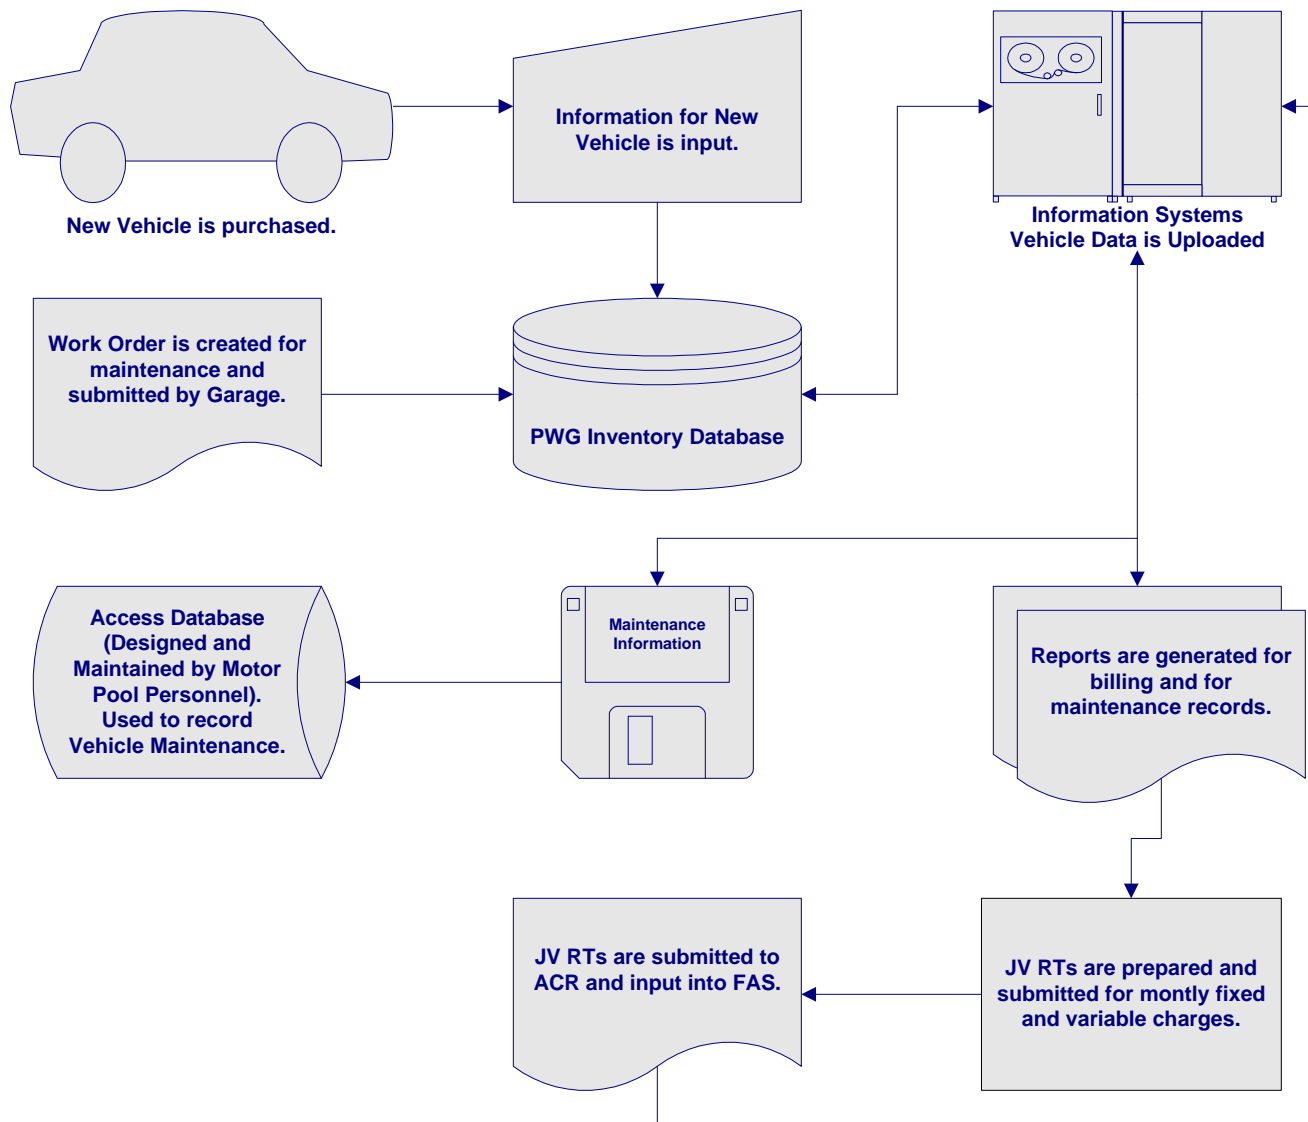 Information for New
Vehicle is input.
New Vehicle is purchased.
Information Systems
Vehicle Data is Uploaded
Work Order is created for
maintenance and
submitted by Garage.
PWG Inventory Database
Access Database
(Designed and
Maintained by Motor
Pool Personnel).
Used to record
Vehicle Maintenance.
Maintenance
Information
Reports are generated for
billing and for
maintenance records.
JV RTs are submitted to
ACR and input into FAS.
JV RTs are prepared and
submitted for montly fixed
and variable charges.